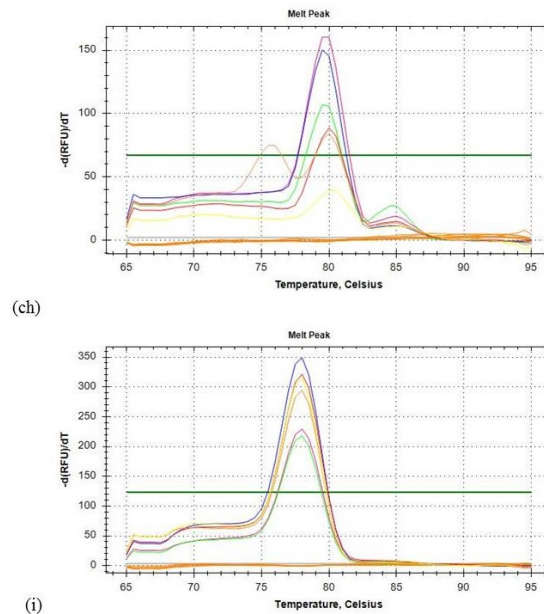 Melt Peak
150
100
50
0
-d(RFU)/dT
65 70 75 80 85 90 95
Temperature, Celsius
(ch)
Melt Peak
350
300
250
200
150
100
50
0
-d(RFU)/dT
65 70 75 80 85 90 95
Temperature, Celsius
(i)